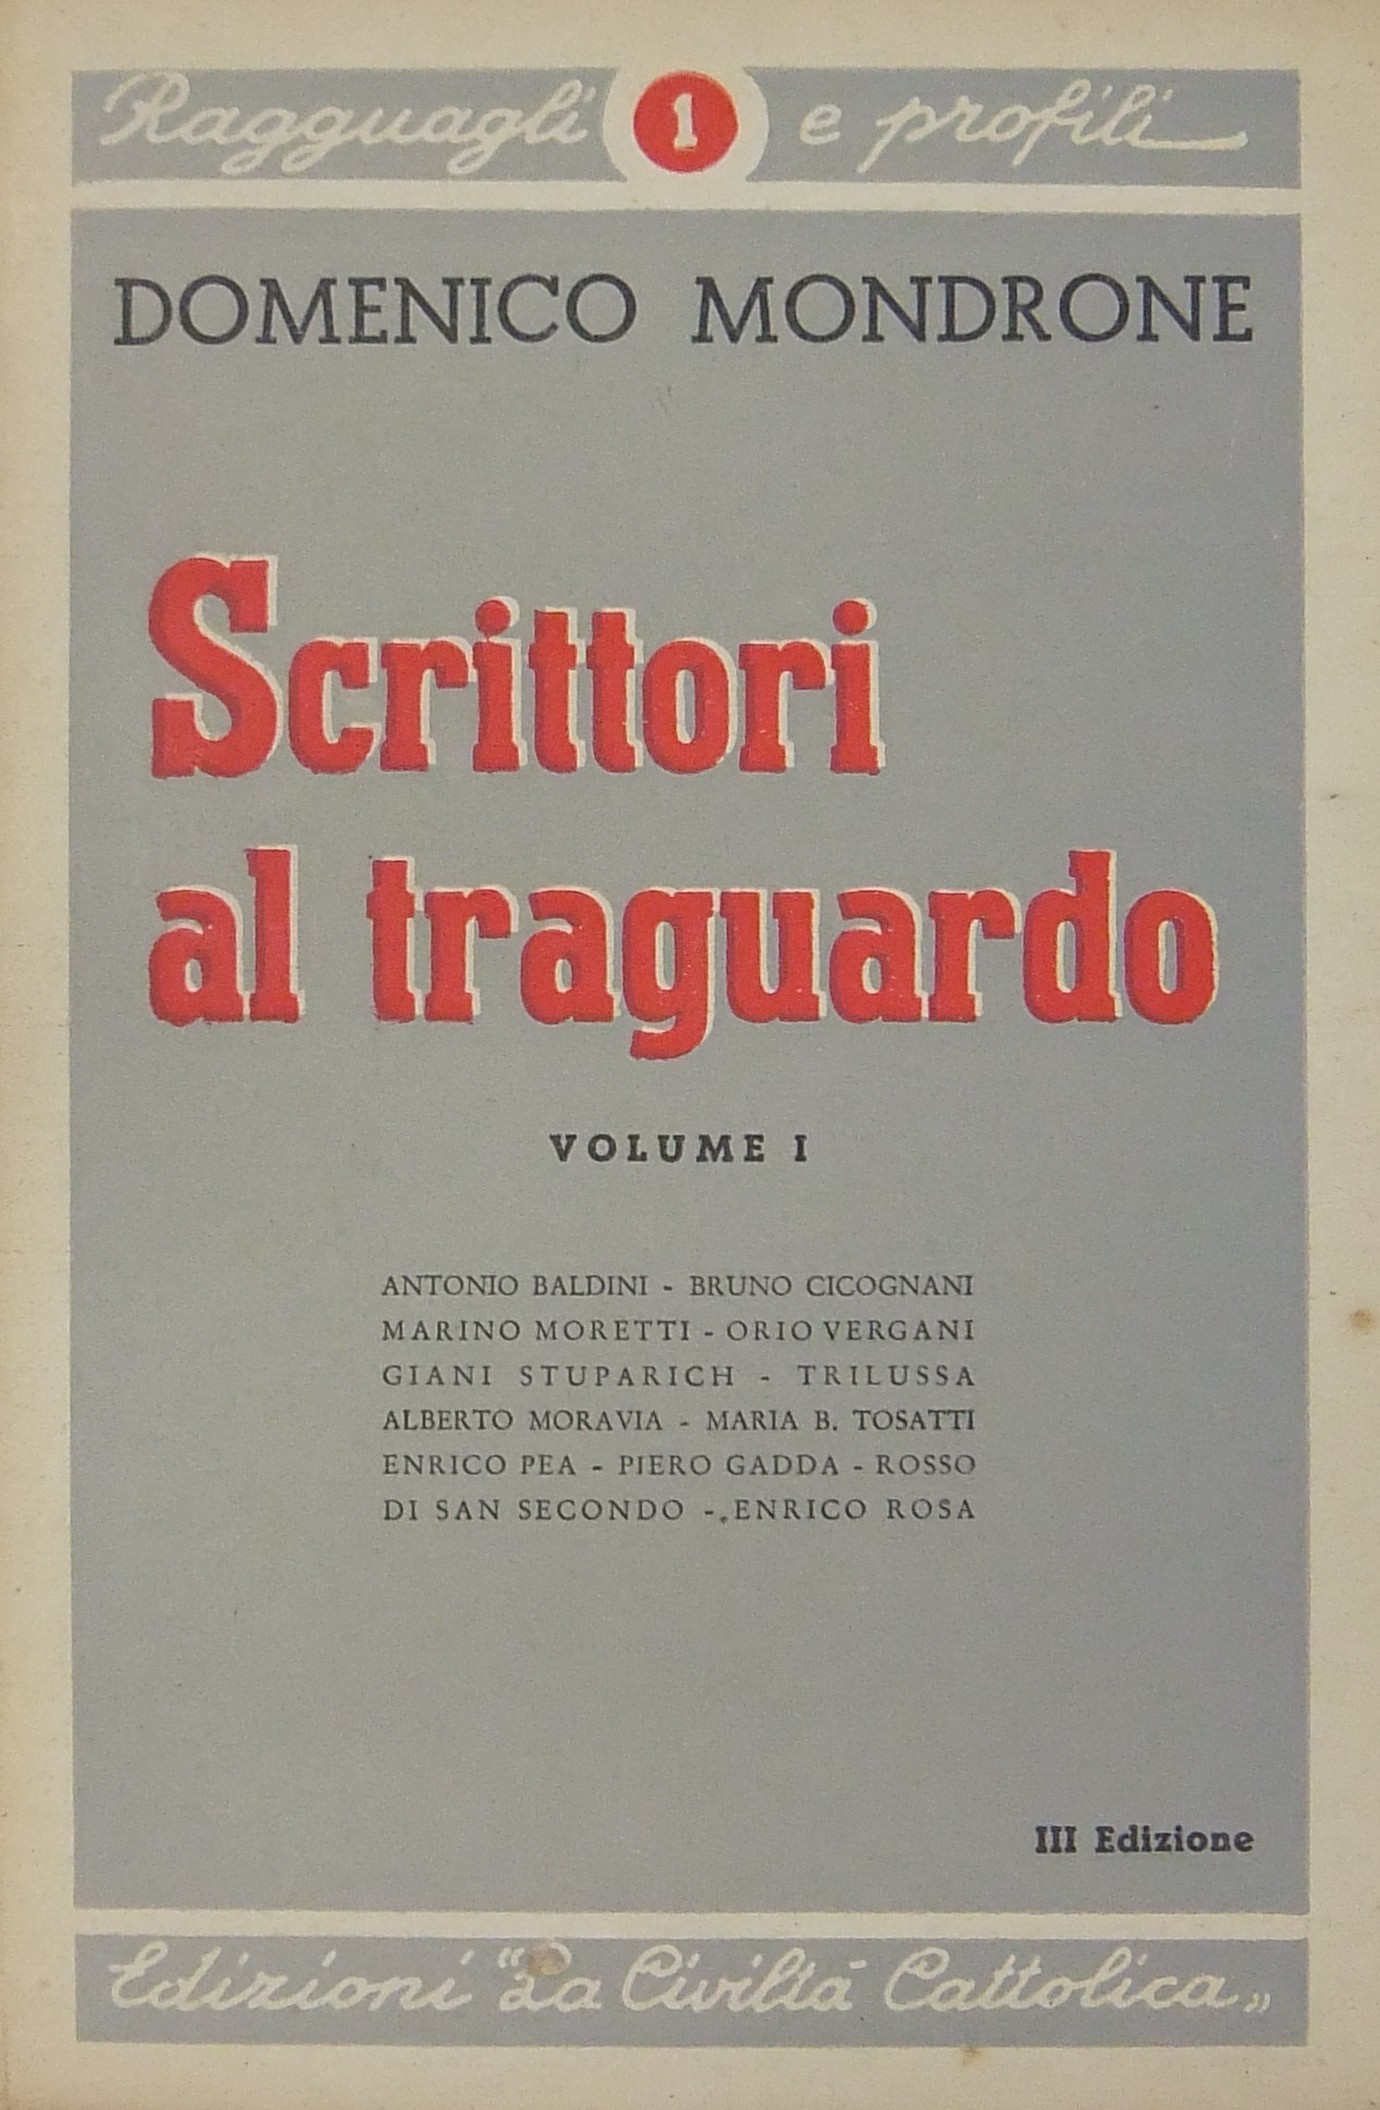 Ragguagli 1 e profili
DOMENICO MONDRONE
Scrittori
al traguardo
VOLUME I
ANTONIO BALDINI - BRUNO CICOGNANI
MARINO MORETTI - ORIO VERGANI
GIANI STUPARICH - TRILUSSA
ALBERTO MORAVIA - MARIA B. TOSATTI
ENRICO PEA - PIERO GADDA - ROSSO
DI SAN SECONDO - ENRICO ROSA
III Edizione
Edizioni "La Civiltà Cattolica„